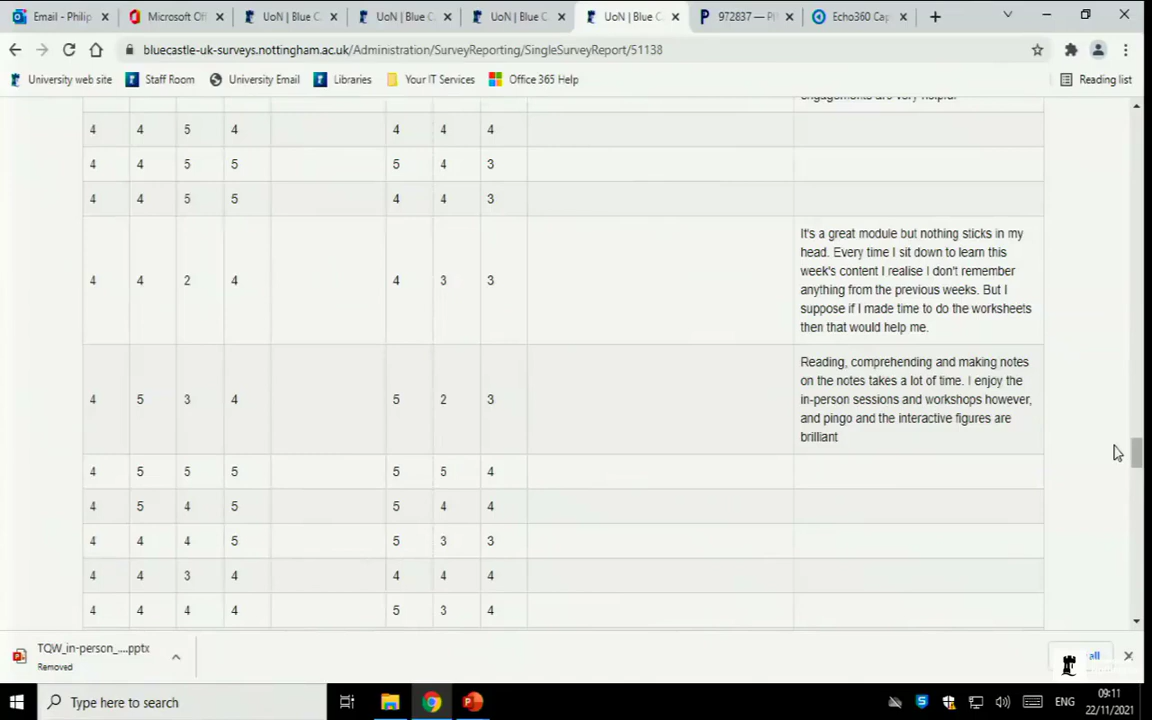 Email - Philip
Microsoft Of
UoN | Blue C
UoN | Blue C
UoN | Blue C
UoN | Blue C
972837 — PI
Echo360 Cap
bluecastle-uk-surveys.nottingham.ac.uk/Administration/SurveyReporting/SingleSurveyReport/51138
University web site
Staff Room
University Email
Libraries
Your IT Services
Office 365 Help
Reading list
engagements are very helpful
4 4 5 4 4 4 4
4 4 5 5 5 4 3
4 4 5 5 4 4 3
It's a great module but nothing sticks in my
head. Every time I sit down to learn this
week's content I realise I don't remember
4 4 2 4 4 3 3
anything from the previous weeks. But I
suppose if I made time to do the worksheets
then that would help me.
Reading, comprehending and making notes
on the notes takes a lot of time. I enjoy the
4 5 3 4 5 2 3
in-person sessions and workshops however,
and pingo and the interactive figures are
brilliant
4 5 5 5 5 5 4
4 5 4 5 5 4 4
4 4 4 5 5 3 3
4 4 3 4 4 4 4
4 4 4 4 5 3 4
TQW_in-person_....pptx
Removed
all
Type here to search
ENG
09:11
22/11/2021